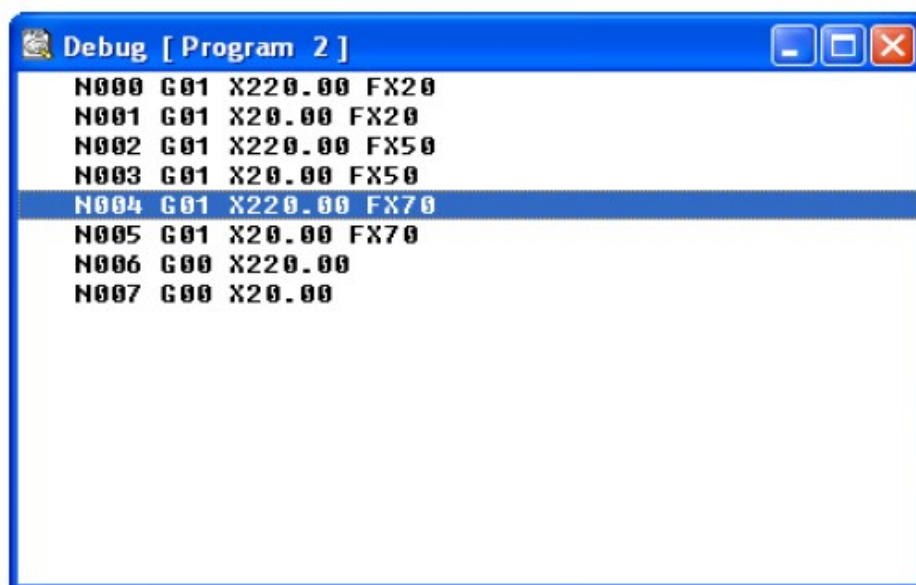 Debug [ Program 2 ]
N000 G01 X220.00 FX20
N001 G01 X20.00 FX20
N002 G01 X220.00 FX50
N003 G01 X20.00 FX50
N004 G01 X220.00 FX70
N005 G01 X20.00 FX70
N006 G00 X220.00
N007 G00 X20.00